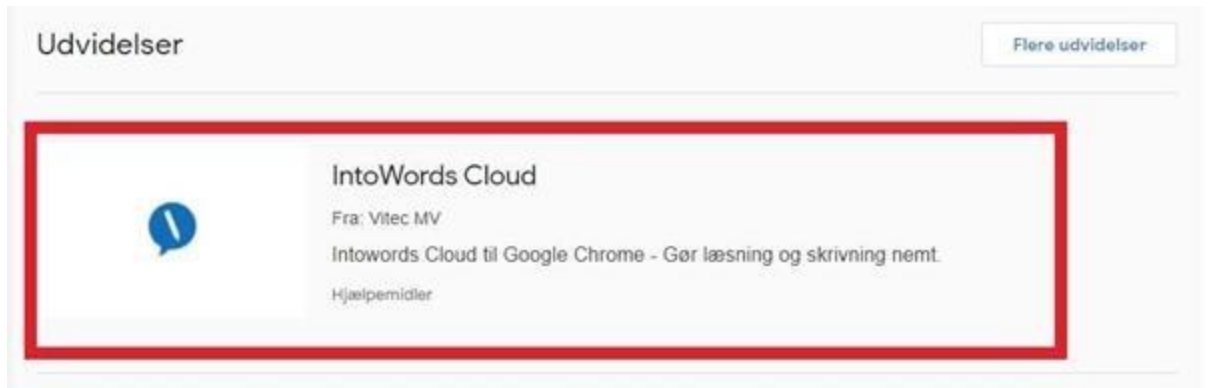 Udvidelser
Flere udvidelser
IntoWords Cloud
Fra: Vitec MV
Intowords Cloud til Google Chrome - Gør læsning og skrivning nemt.
Hjælpemidler